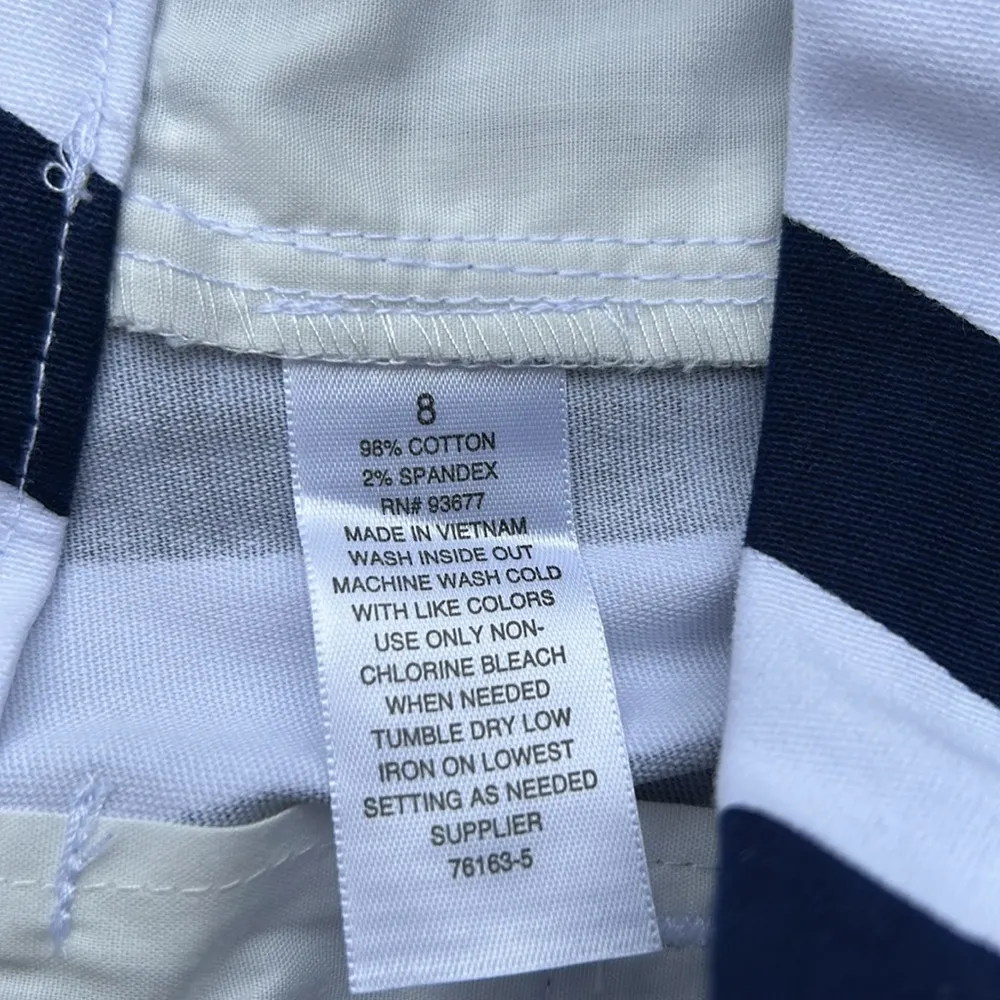 8
98% COTTON
2% SPANDEX
RN# 93677
MADE IN VIETNAM
WASH INSIDE OUT
MACHINE WASH COLD
WITH LIKE COLORS
USE ONLY NON-
CHLORINE BLEACH
WHEN NEEDED
TUMBLE DRY LOW
IRON ON LOWEST
SETTING AS NEEDED
SUPPLIER
76163-5